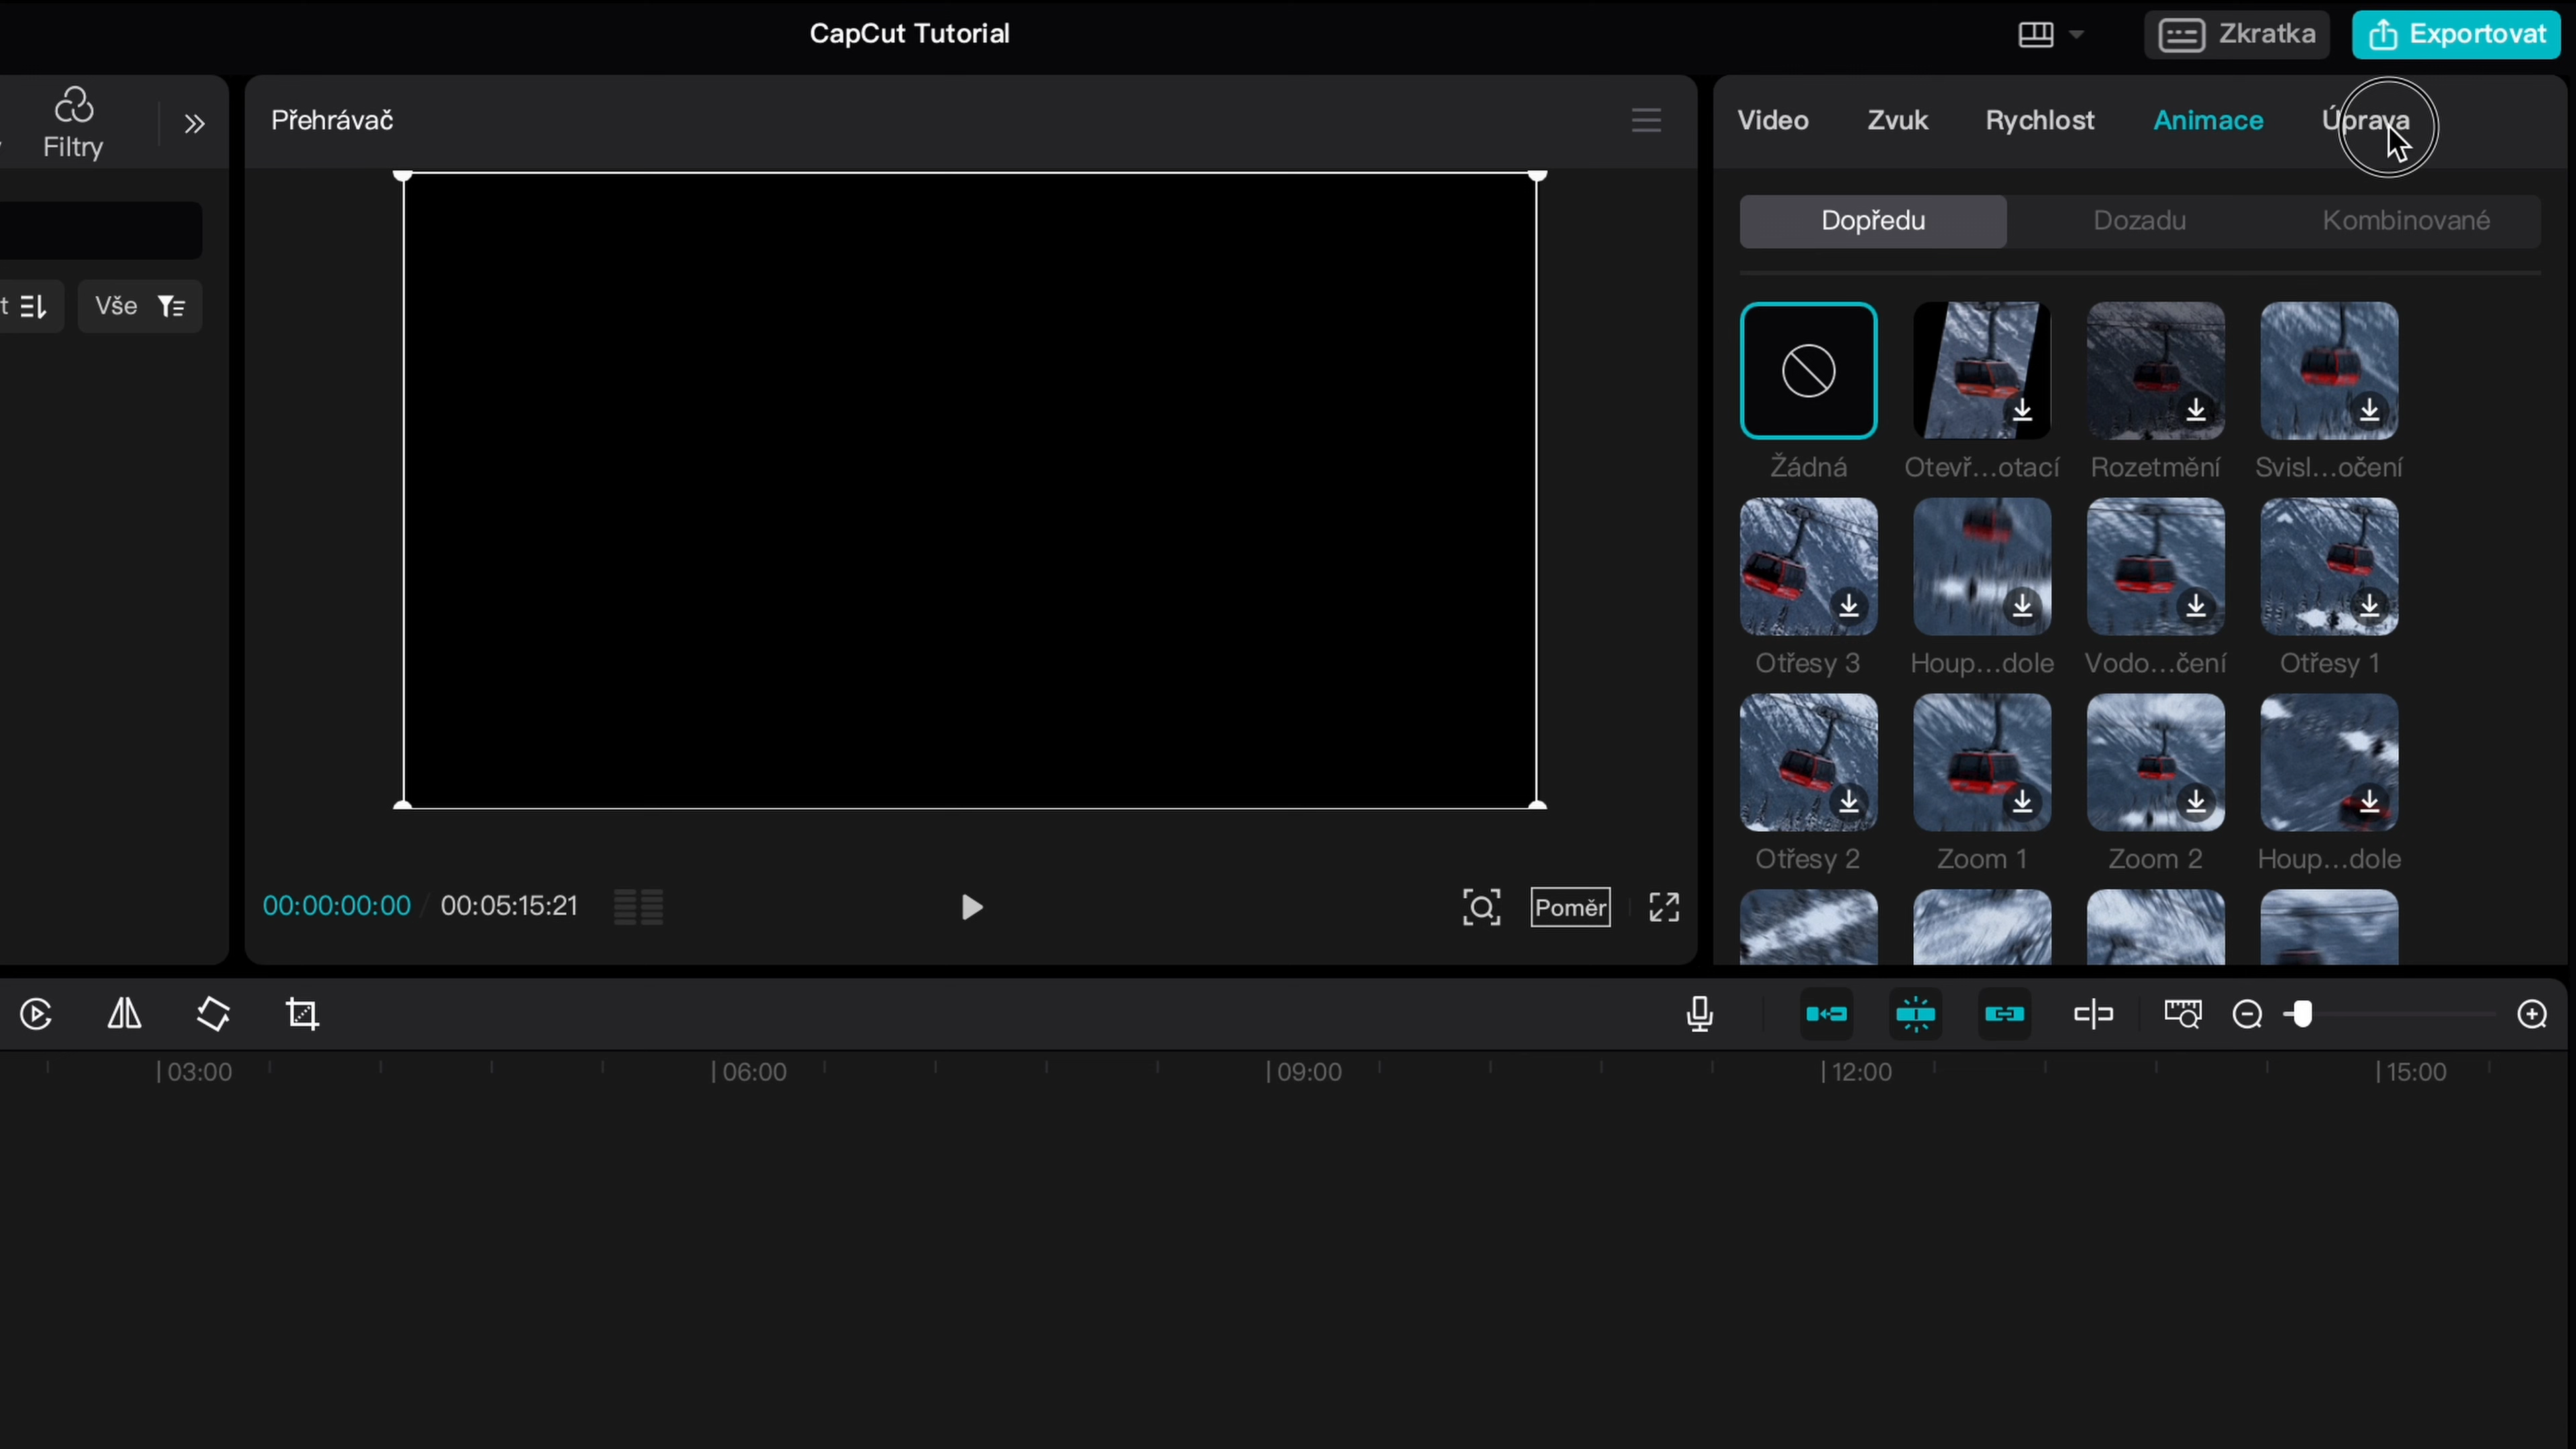 CapCut Tutorial
Zkratka
Exportovat
Filtry
Přehrávač
Video
Zvuk
Rychlost
Animace
Úprava
Dopředu
Dozadu
Kombinované
t
Vše
Žádná
Otevř...otací
Rozetmění
Svisl...očení
Otřesy 3
Houp...dole
Vodo...čení
Otřesy 1
Otřesy 2
Zoom 1
Zoom 2
Houp...dole
00:00:00:00 / 00:05:15:21
Poměr
03:00
06:00
09:00
12:00
15:00